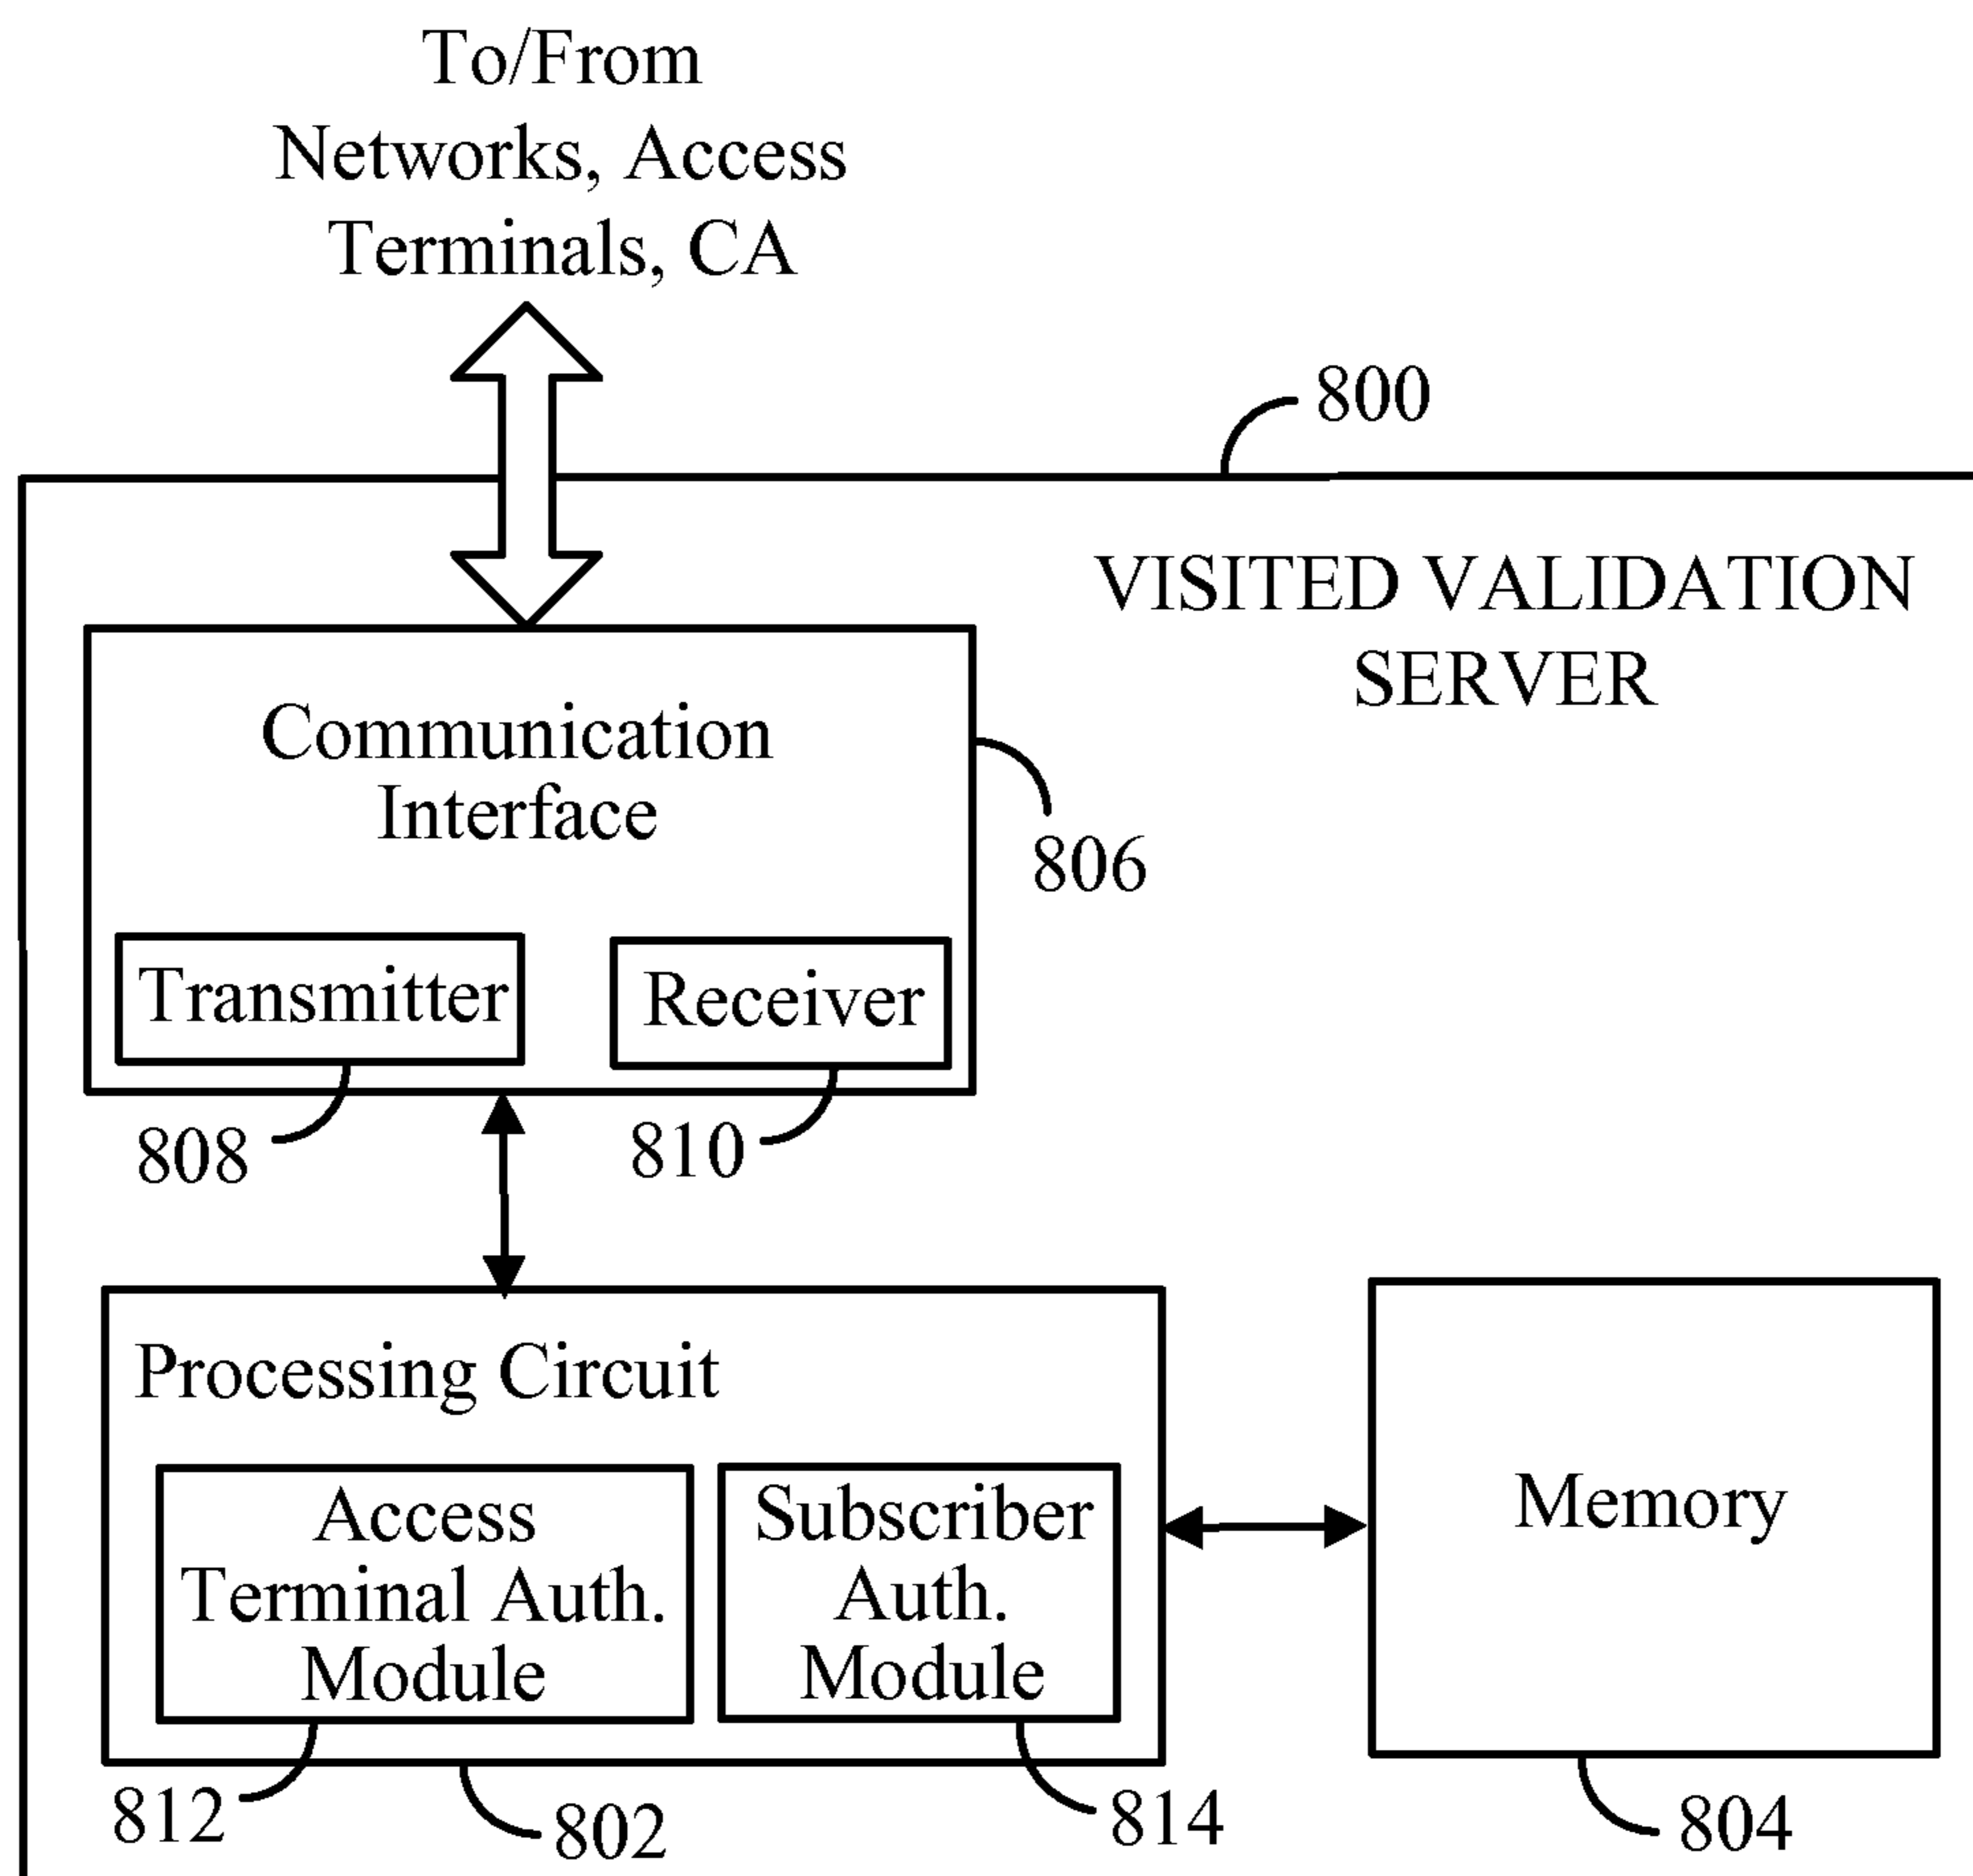 To/From
Networks, Access
Terminals, CA
800
VISITED VALIDATION
SERVER
Communication
Interface
806
Transmitter
Receiver
808
810
Processing Circuit
Access
Terminal Auth.
Module
Subscriber
Auth.
Module
Memory
812
802
814
804